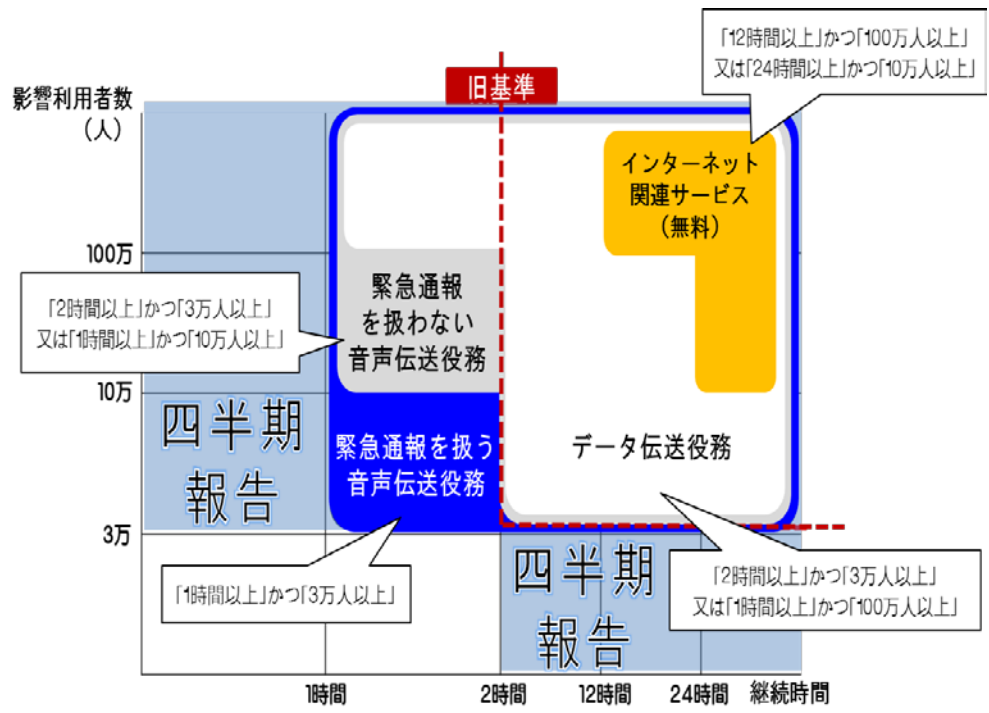 「12時間以上」かつ「100万人以上」
又は「24時間以上」かつ「10万人以上」
旧基準
影響利用者数
（人）
インターネット
関連サービス
（無料）
100万
緊急通報
を扱わない
音声伝送役務
「2時間以上」かつ「3万人以上」
又は「1時間以上」かつ「10万人以上」
10万
四半期
報告
緊急通報を扱う
音声伝送役務
データ伝送役務
3万
「1時間以上」かつ「3万人以上」
四半期
報告
「2時間以上」かつ「3万人以上」
又は「1時間以上」かつ「100万人以上」
1時間
2時間
12時間
24時間
継続時間